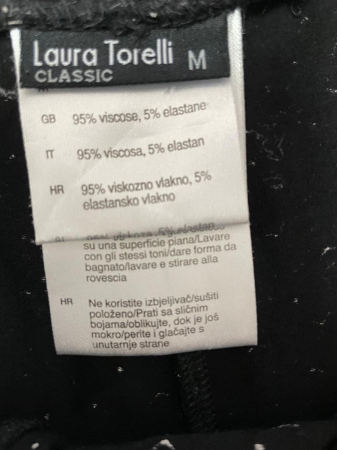 Laura Torelli M
CLASSIC
GB 95% viscose, 5% elastane
IT 95% viscosa, 5% elastan
HR 95% viskozno vlakno, 5%
elastansko vlakno
su una superficie piana/Lavare
con gli stessi toni/dare forma da
bagnato/lavare e stirare alla
rovescia
HR Ne koristite izbjeljivač/sušiti
položeno/Prati sa sličnim
bojama/oblikujte, dok je još
mokro/perite i glačajte s
unutarnje strane